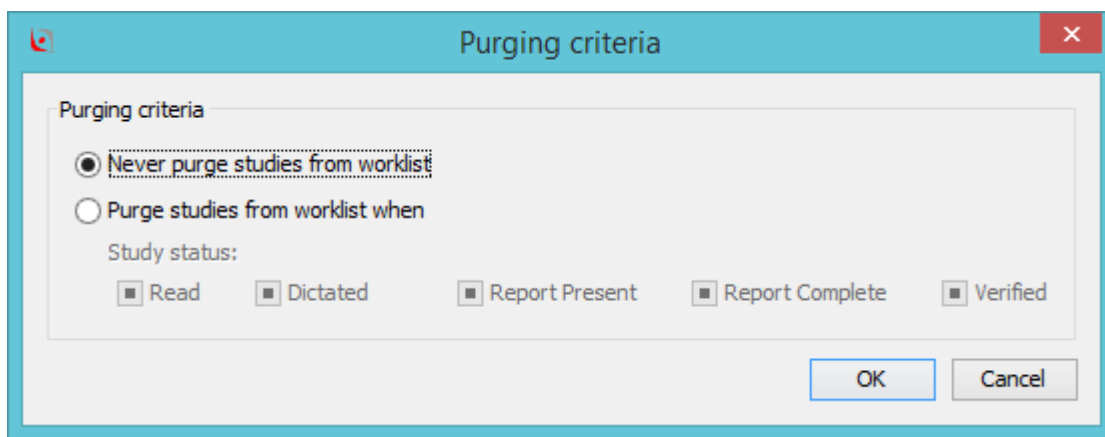 Purging criteria
Purging criteria
Never purge studies from worklist
Purge studies from worklist when
Study status:
Read Dictated Report Present Report Complete Verified
OK Cancel